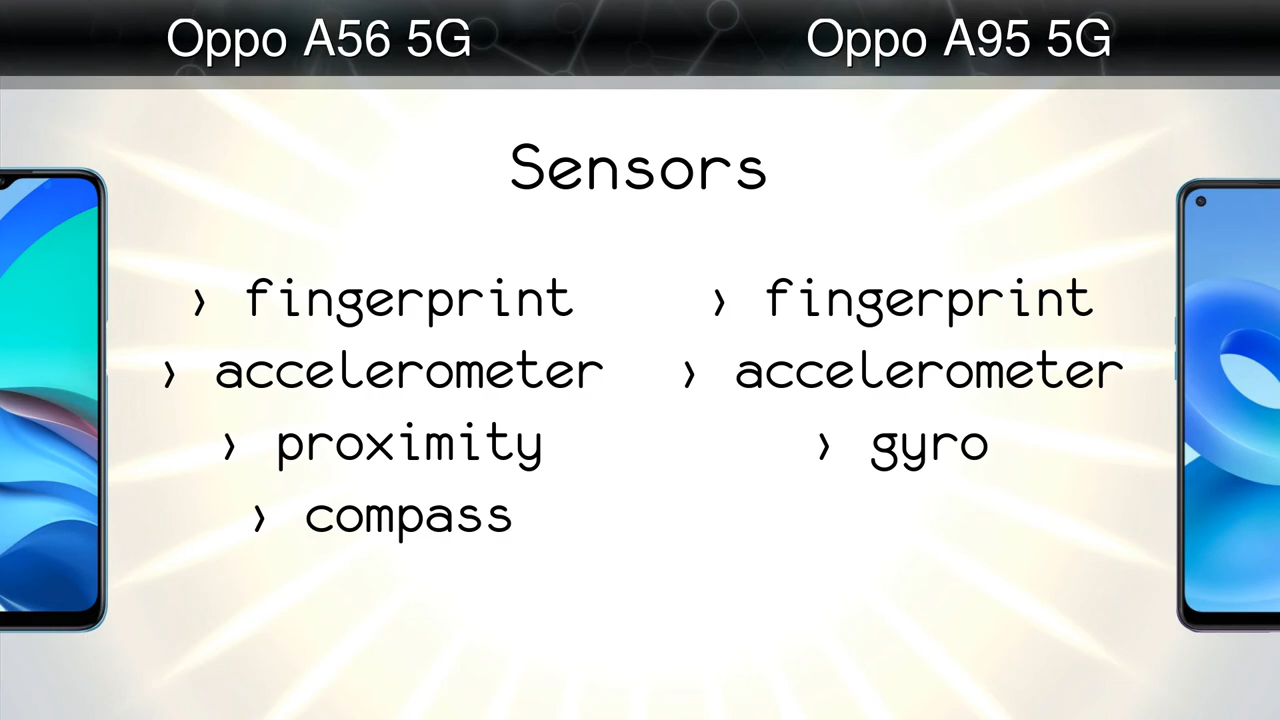 Oppo A56 5G
Oppo A95 5G
Sensors
› fingerprint
› accelerometer
› proximity
› compass
› fingerprint
› accelerometer
› gyro